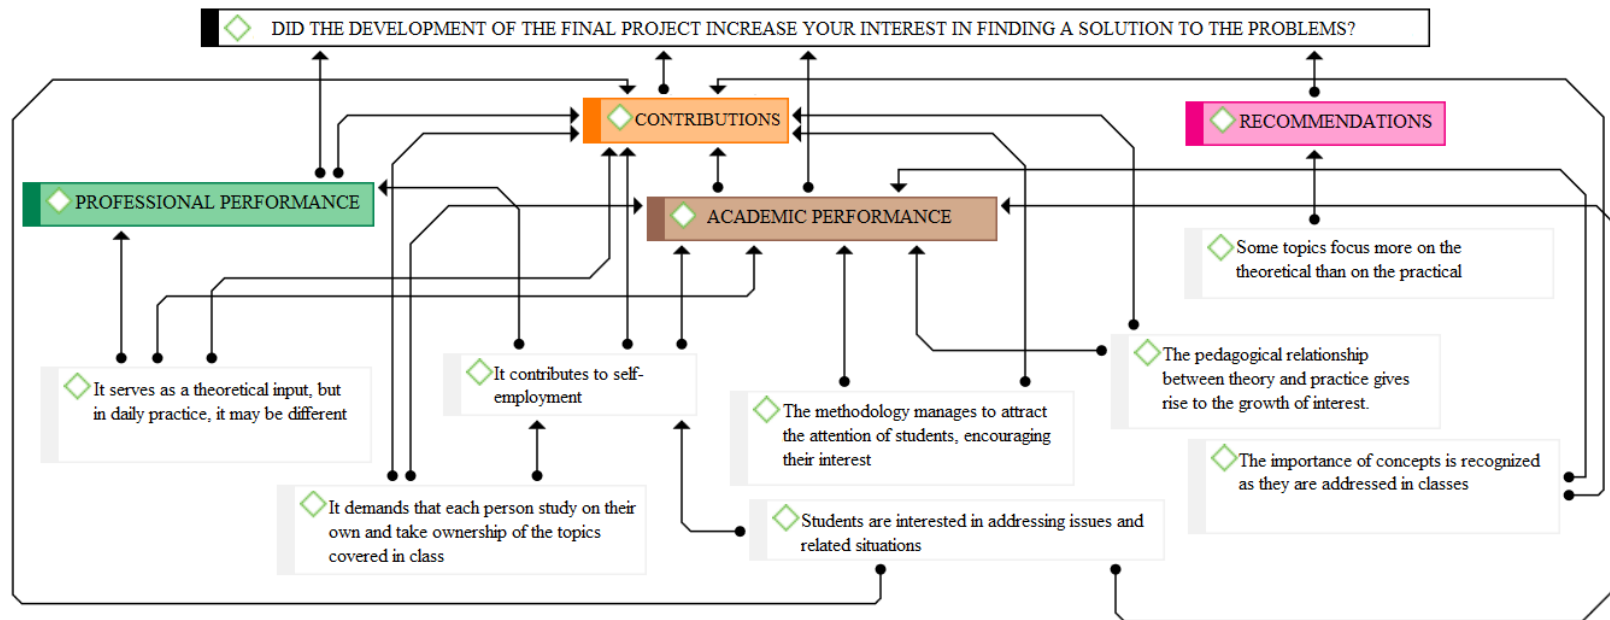 DID THE DEVELOPMENT OF THE FINAL PROJECT INCREASE YOUR INTEREST IN FINDING A SOLUTION TO THE PROBLEMS?
CONTRIBUTIONS
RECOMMENDATIONS
PROFESSIONAL PERFORMANCE
ACADEMIC PERFORMANCE
Some topics focus more on the
theoretical than on the practical
It serves as a theoretical input, but
in daily practice, it may be different
It contributes to self-
employment
The pedagogical relationship
between theory and practice gives
rise to the growth of interest.
The methodology manages to attract
the attention of students, encouraging
their interest
The importance of concepts is recognized
as they are addressed in classes
It demands that each person study on their
own and take ownership of the topics
covered in class
Students are interested in addressing issues and
related situations